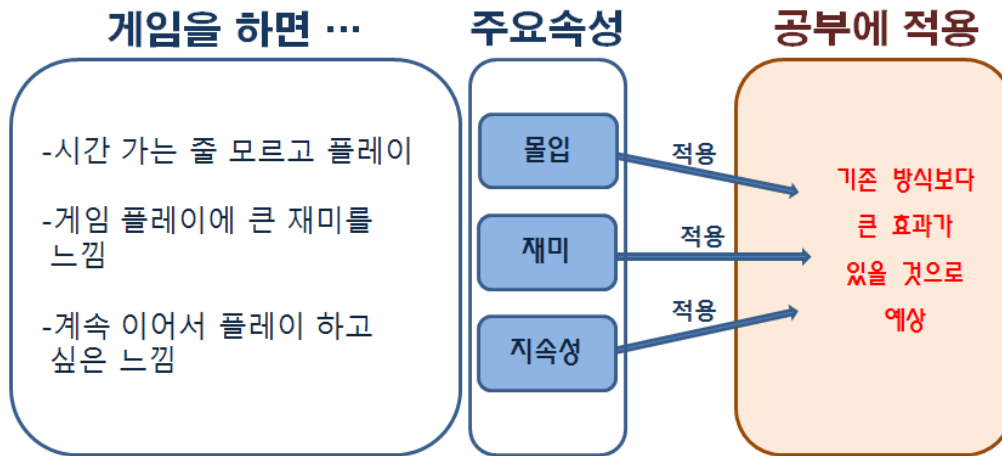 게임을 하면 …
-시간 가는 줄 모르고 플레이
-게임 플레이에 큰 재미를
느낌
-계속 이어서 플레이 하고
싶은 느낌
주요속성
몰입
재미
지속성
적용
적용
적용
공부에 적용
기존 방식보다
큰 효과가
있을 것으로
예상